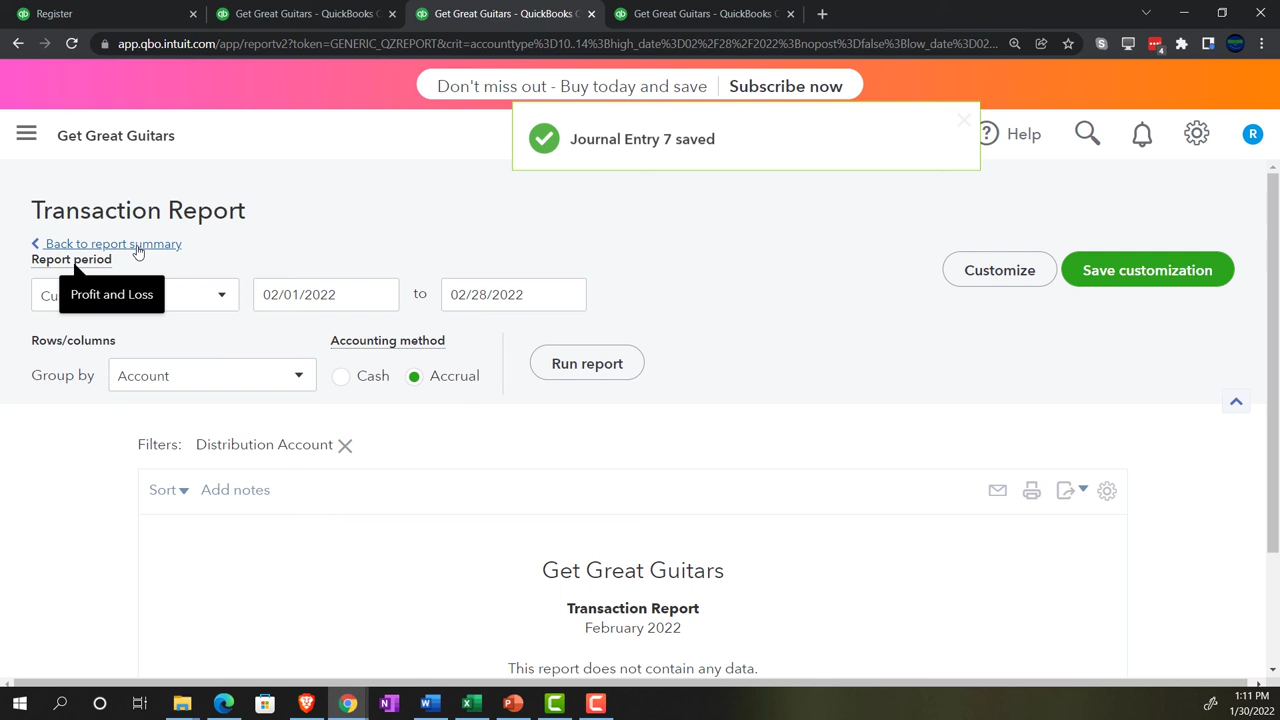 Register
Get Great Guitars - QuickBooks C
Get Great Guitars - QuickBooks C
Get Great Guitars - QuickBooks C
app.qbo.intuit.com/app/reportv2?token=GENERIC_QZREPORT&crit=accounttype%3D10..14%3Bhigh_date%3D02%2F28%2F2022%3Bnopost%3Dfalse%3Blow_date%3D02...
4
Don't miss out - Buy today and save
Subscribe now
Get Great Guitars
Journal Entry 7 saved
Help
R
Transaction Report
Back to report summary
Report period
Cu
Profit and Loss
02/01/2022
to
02/28/2022
Customize
Save customization
Rows/columns
Accounting method
Group by
Account
Cash
Accrual
Run report
Filters: Distribution Account
Sort
Add notes
Get Great Guitars
Transaction Report
February 2022
This report does not contain any data.
1:11 PM
1/30/2022